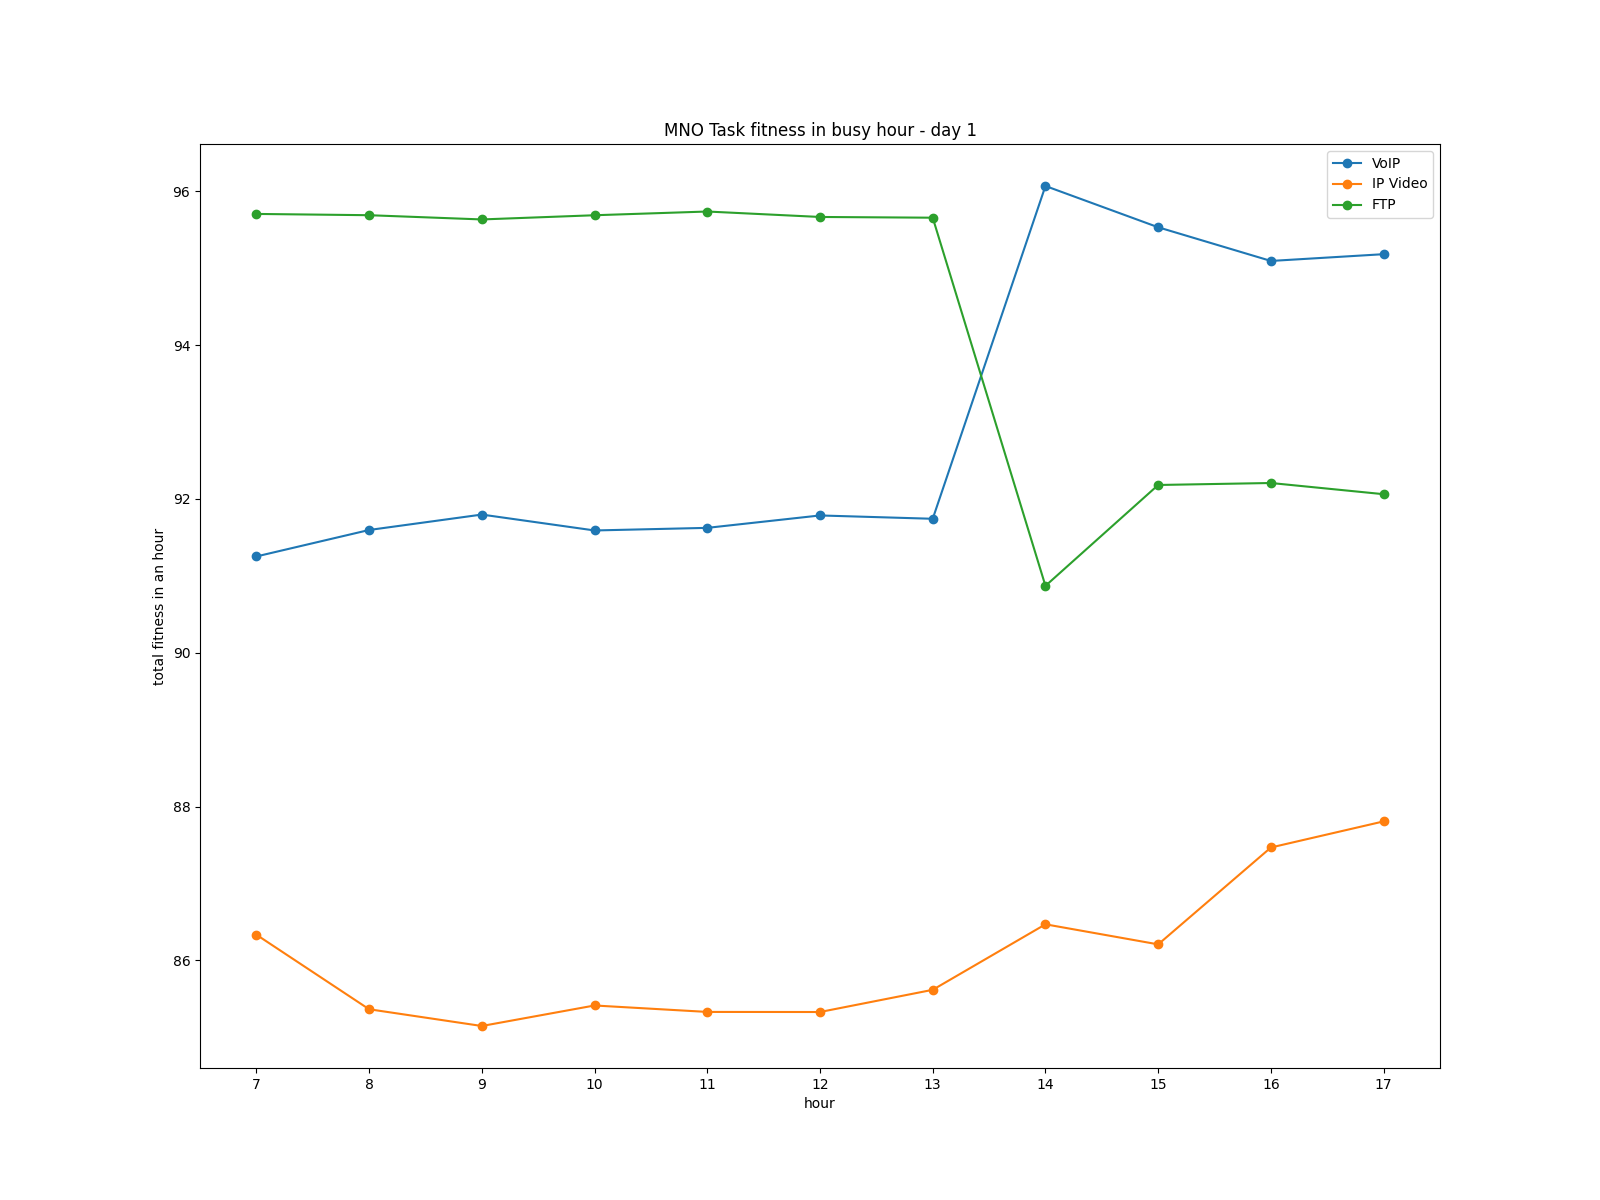 MNO Task fitness in busy hour - day 1
VoIP
IP Video
FTP
96
94
92
90
88
86
total fitness in an hour
7 8 9 10 11 12 13 14 15 16 17
hour